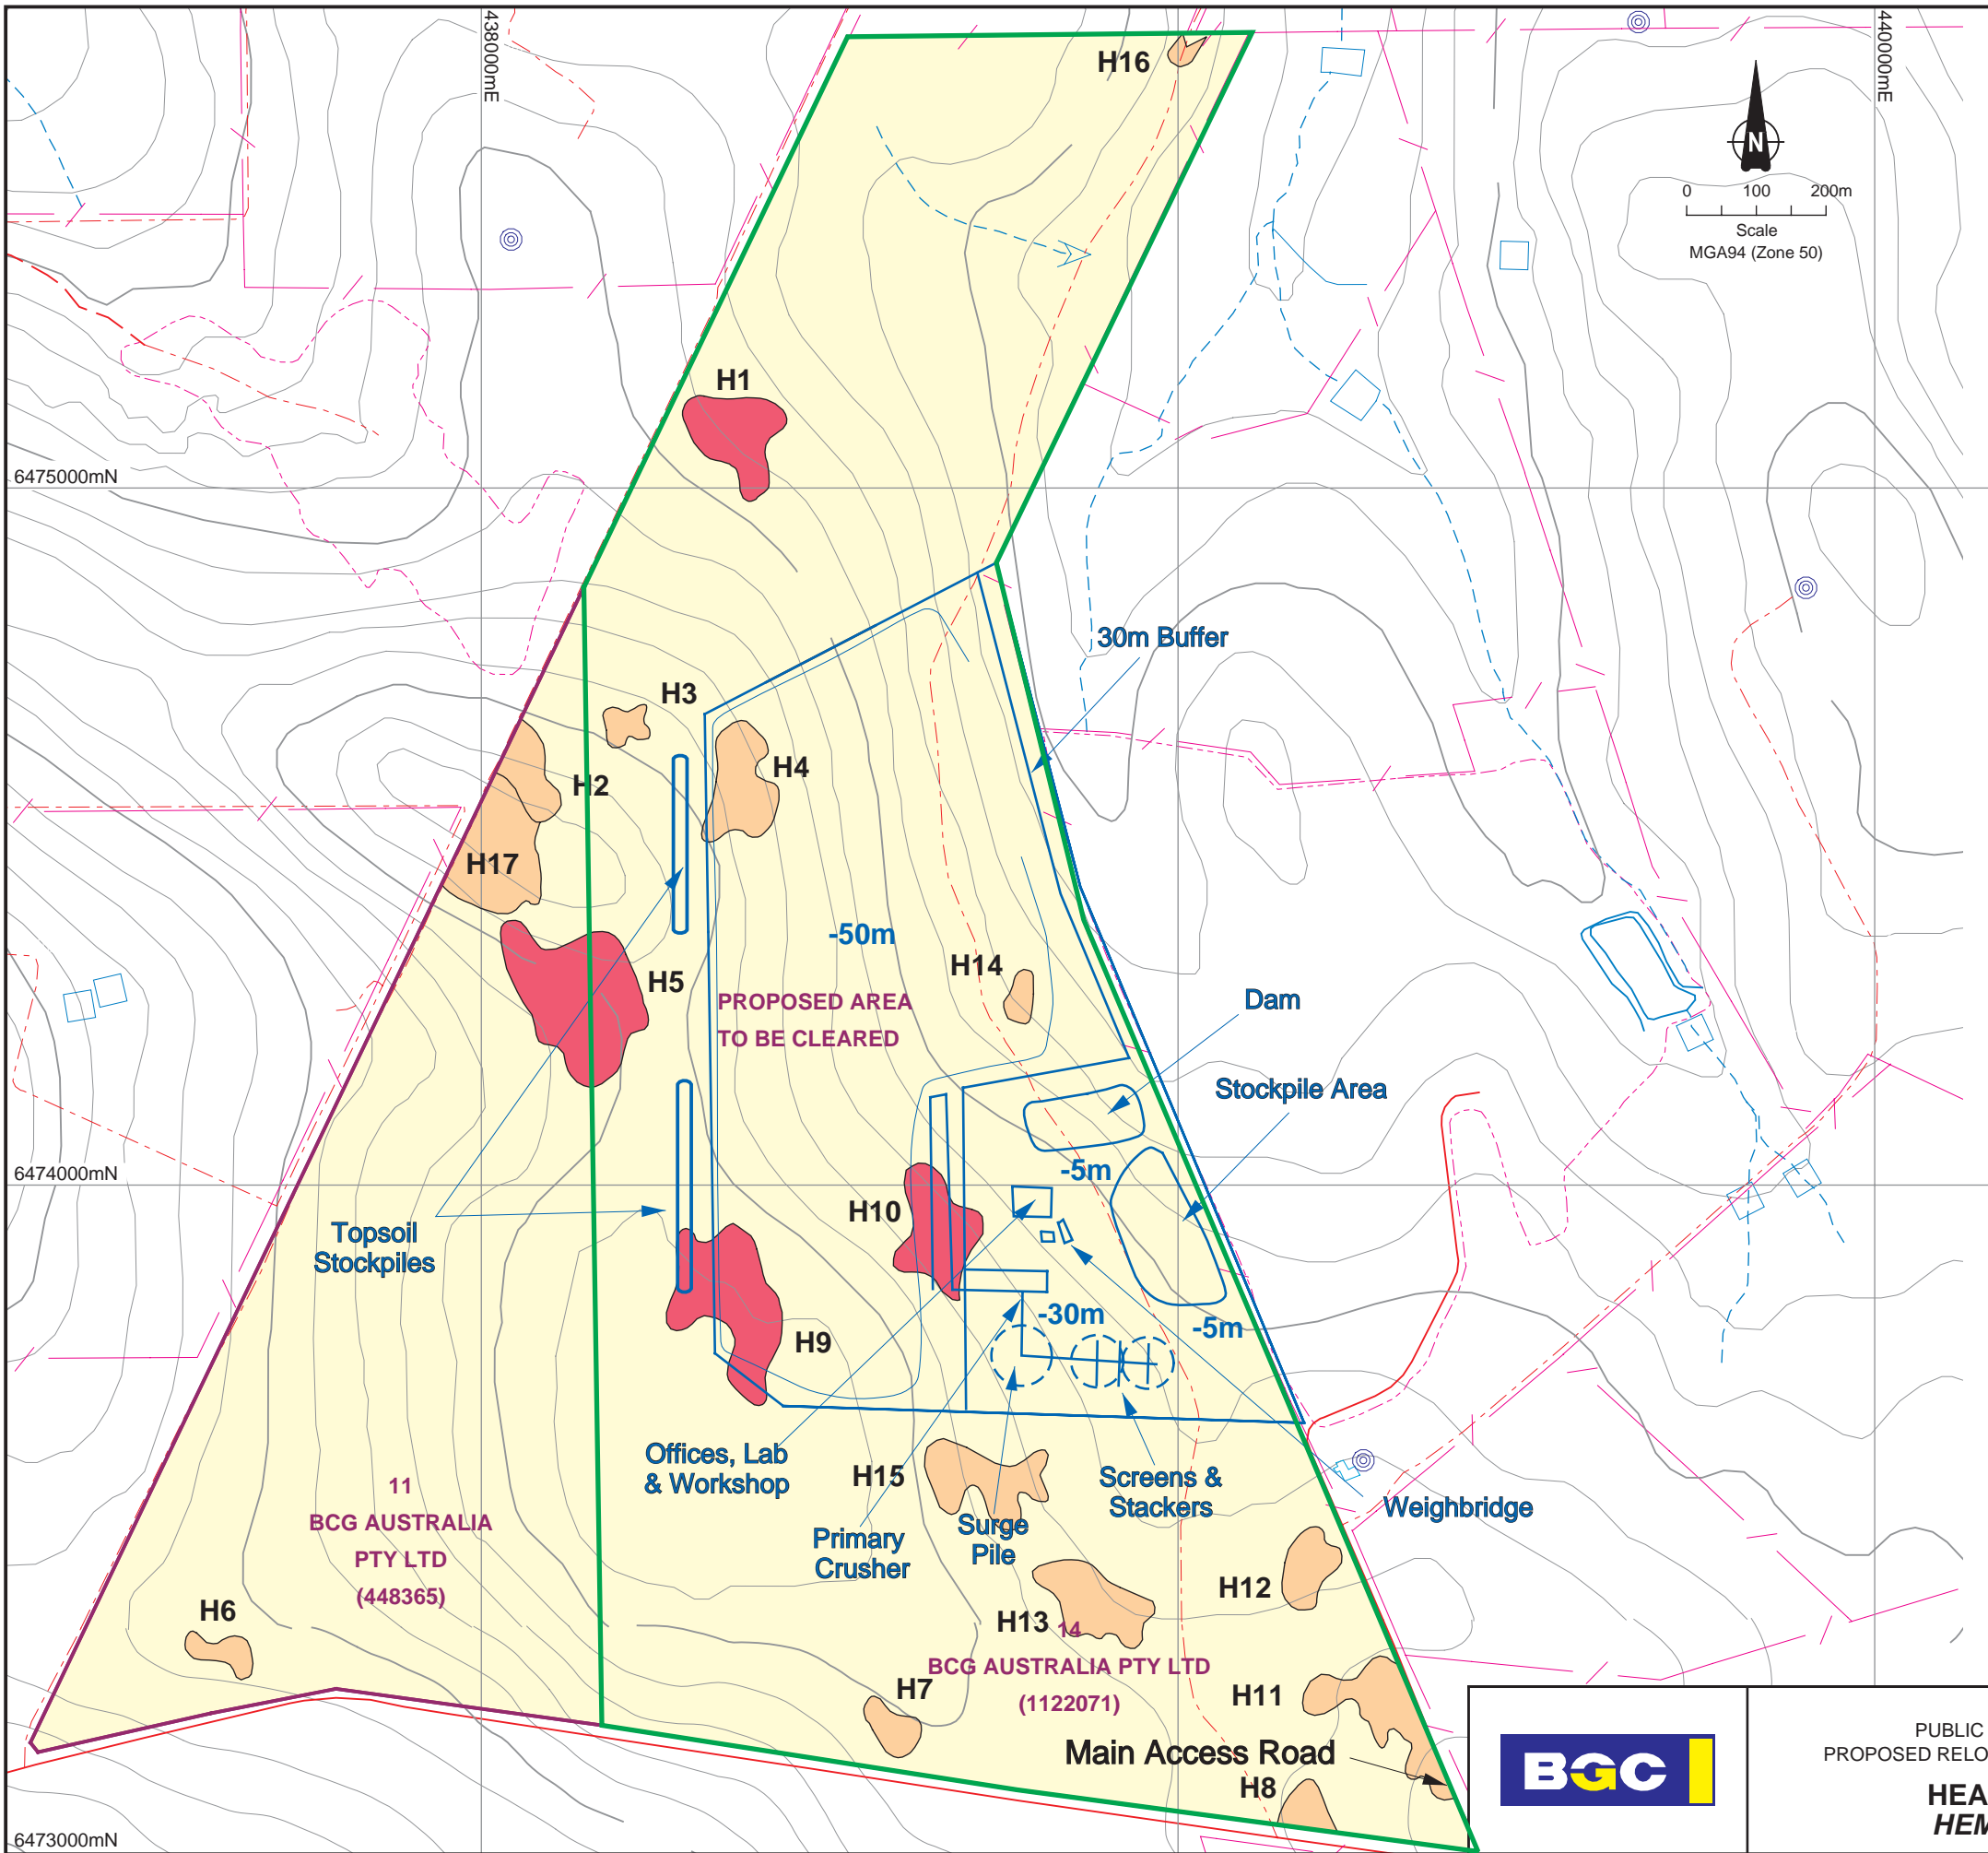 438000mE
44000mE
H16
N
0 100 200m
Scale
MGA94 (Zone 50)
H1
6475000mN
30m Buffer
H3
H4
H2
H17
-50m
H14
H5
PROPOSED AREA
TO BE CLEARED
Dam
Stockpile Area
6474000mN
-5m
H10
Topsoil
Stockpiles
-30m
-5m
H9
Offices, Lab
& Workshop
H15
Screens &
Stackers
11
BCG AUSTRALIA
PTY LTD
(448365)
Weighbridge
Primary
Crusher
Surge
Pile
H12
H6
H13
14
BCG AUSTRALIA PTY LTD
(1122071)
H7
H11
Main Access Road
H8
BGC
PUBLIC
PROPOSED RELO
HEA
HEM
6473000mN